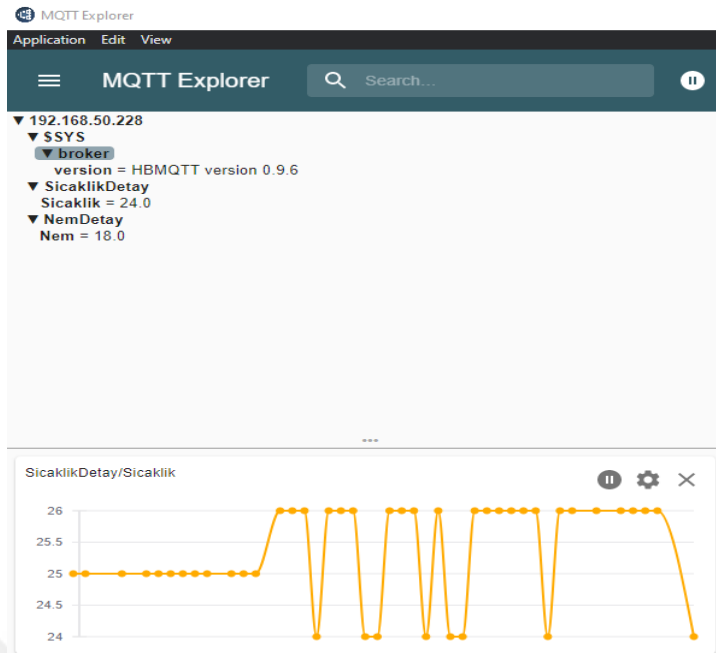 MQTT Explorer
Application Edit View
MQTT Explorer Search...
▼ 192.168.50.228
▼ $SYS
▼ broker
version = HBMQTT version 0.9.6
▼ SicaklikDetay
Sicaklik = 24.0
▼ NemDetay
Nem = 18.0
SicaklikDetay/Sicaklik
26
25.5
25
24.5
24